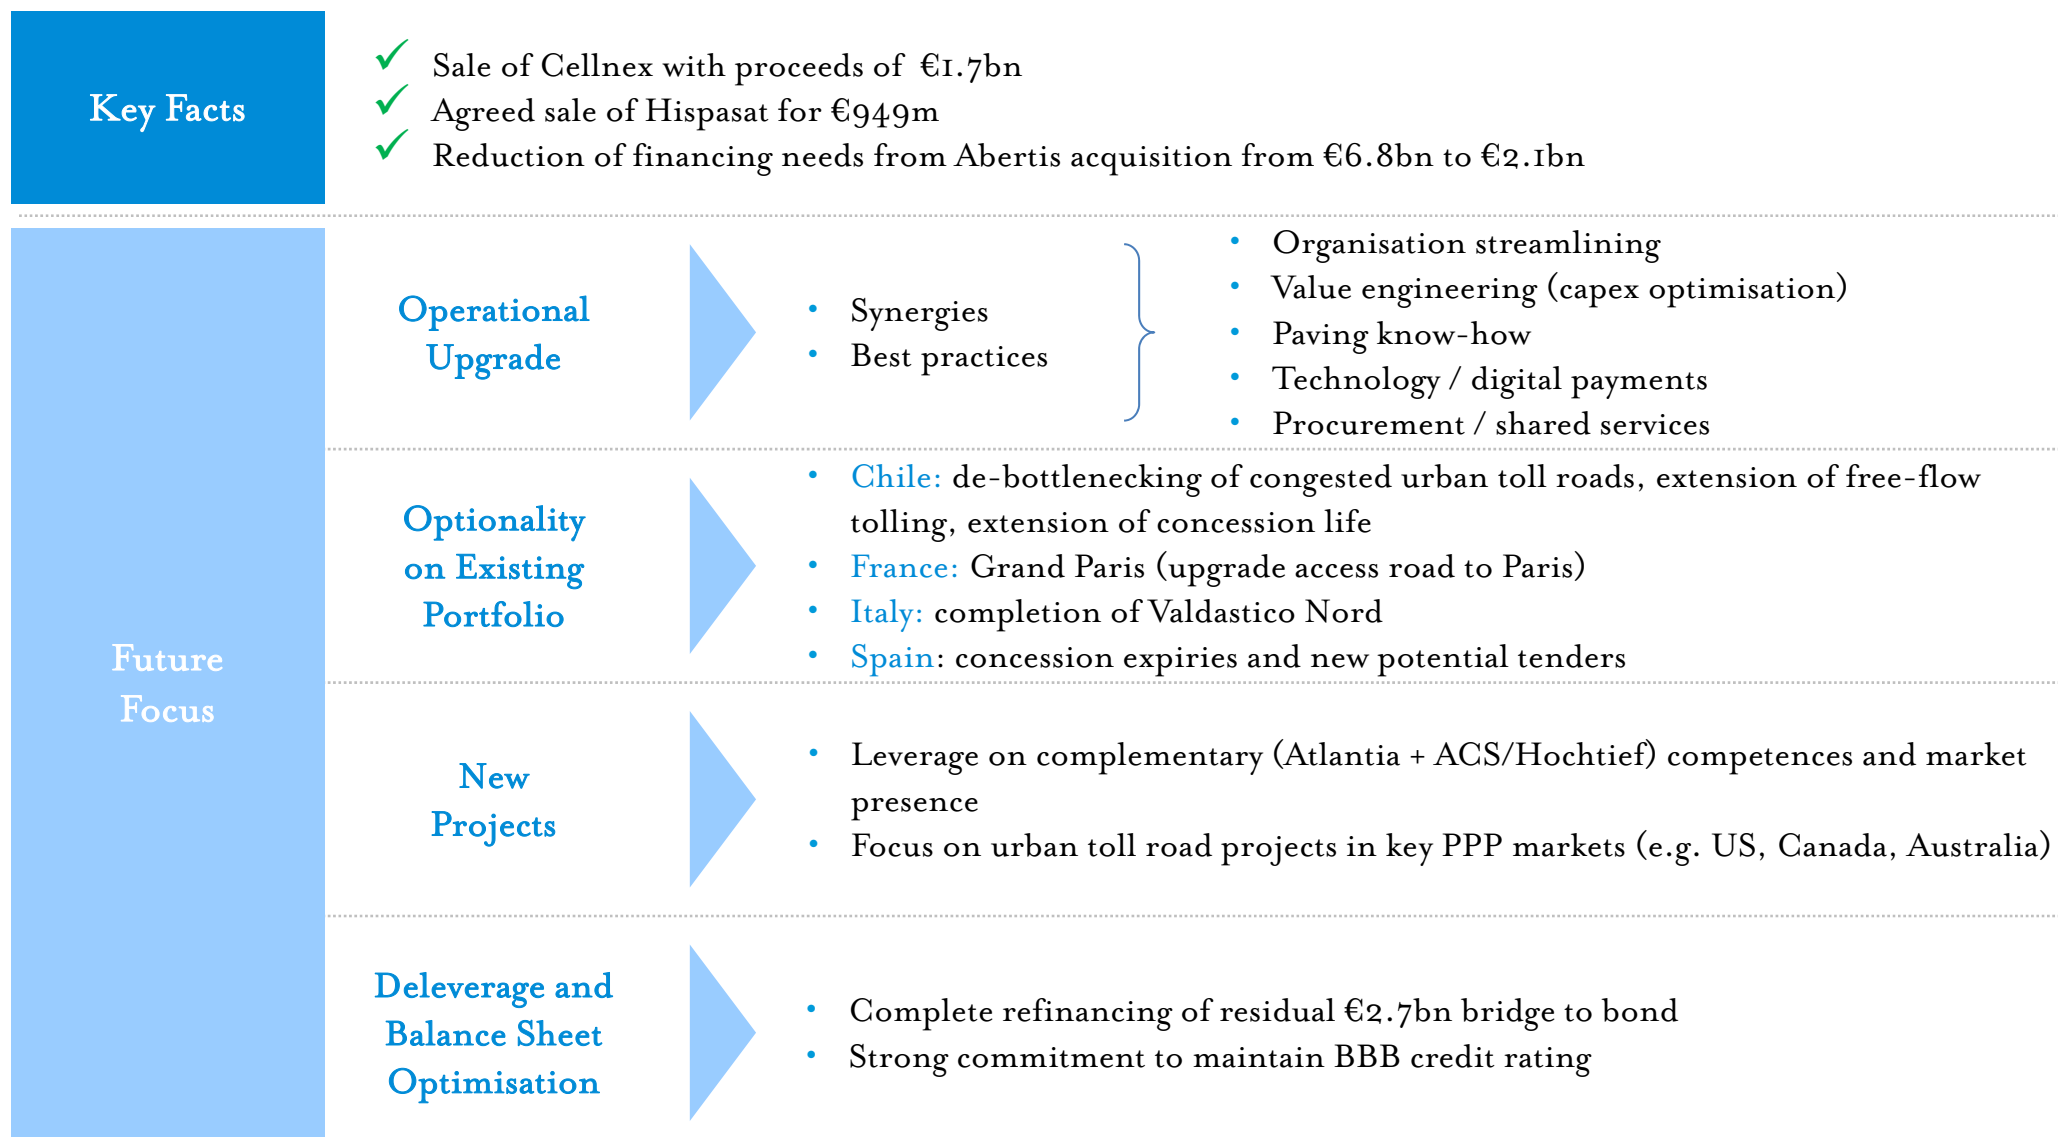 Key Facts
✓ Sale of Cellnex with proceeds of €1.7bn
✓ Agreed sale of Hispasat for €949m
✓ Reduction of financing needs from Abertis acquisition from €6.8bn to €2.1bn
Future
Focus
Operational
Upgrade
• Synergies
• Best practices
• Organisation streamlining
• Value engineering (capex optimisation)
• Paving know-how
• Technology / digital payments
• Procurement / shared services
Optionality
on Existing
Portfolio
• Chile: de-bottlenecking of congested urban toll roads, extension of free-flow
tolling, extension of concession life
• France: Grand Paris (upgrade access road to Paris)
• Italy: completion of Valdastico Nord
• Spain: concession expiries and new potential tenders
New
Projects
• Leverage on complementary (Atlantia + ACS/Hochtief) competences and market
presence
• Focus on urban toll road projects in key PPP markets (e.g. US, Canada, Australia)
Deleverage and
Balance Sheet
Optimisation
• Complete refinancing of residual €2.7bn bridge to bond
• Strong commitment to maintain BBB credit rating